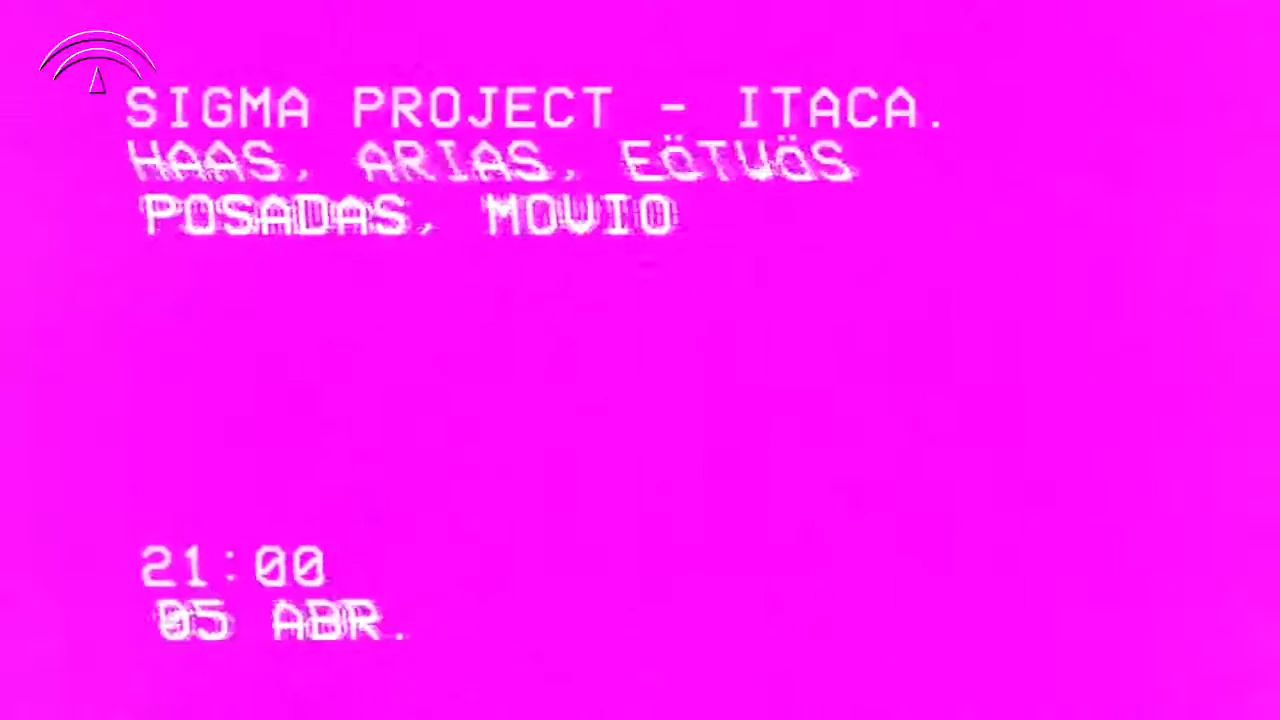 SIGMA PROJECT - ITACA.
HAAS, ARIAS, EÖTVÖS
POSADAS, MOVIO
21:00
05 ABR.